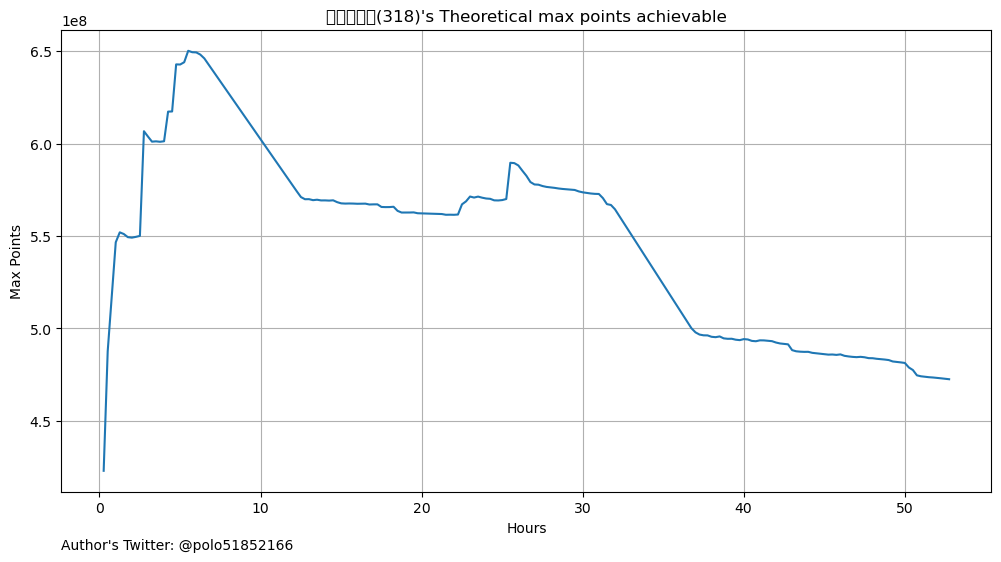 (318)'s Theoretical max points achievable
1e8
6.5
6.0
5.5
5.0
4.5
Max Points
0 10 20 30 40 50
Hours
Author's Twitter: @polo51852166